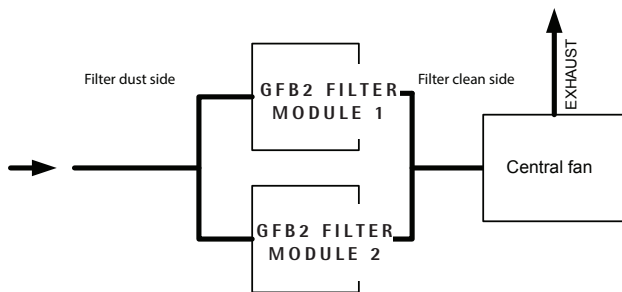 Filter dust side
GFB2 FILTER
MODULE 1
Filter clean side
EXHAUST
Central fan
GFB2 FILTER
MODULE 2